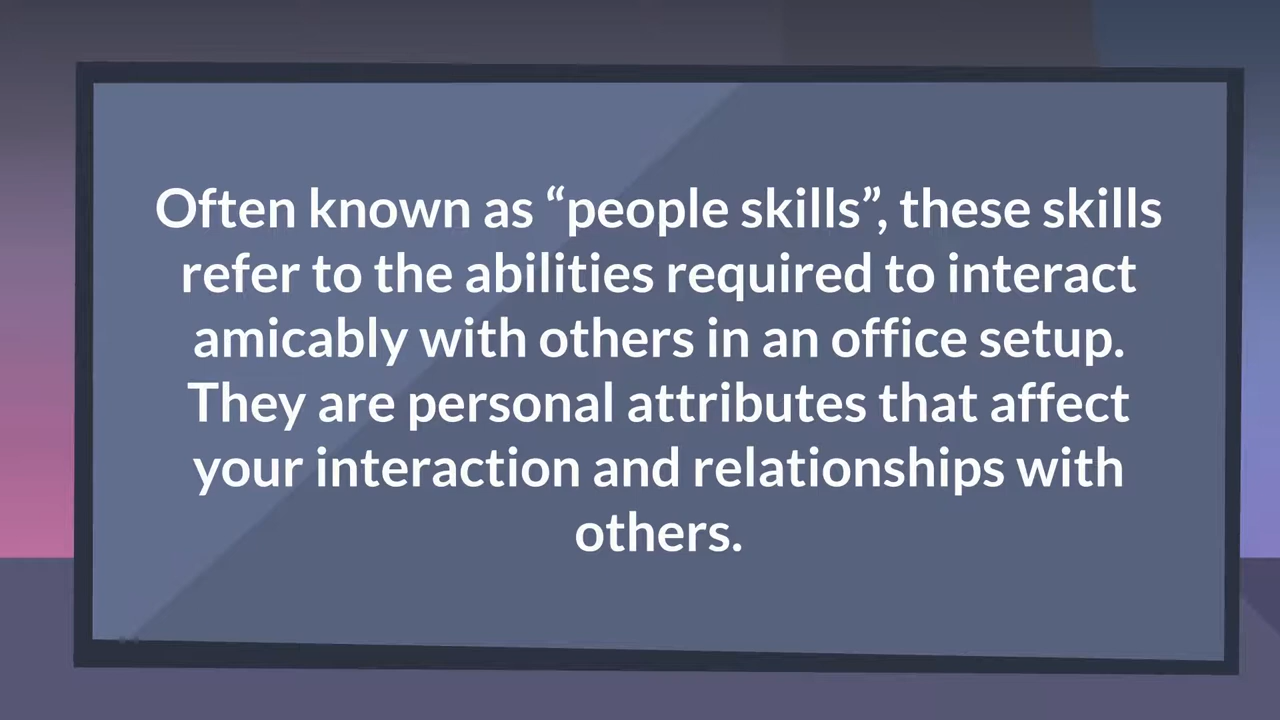 Often known as “people skills”, these skills
refer to the abilities required to interact
amicably with others in an office setup.
They are personal attributes that affect
your interaction and relationships with
others.